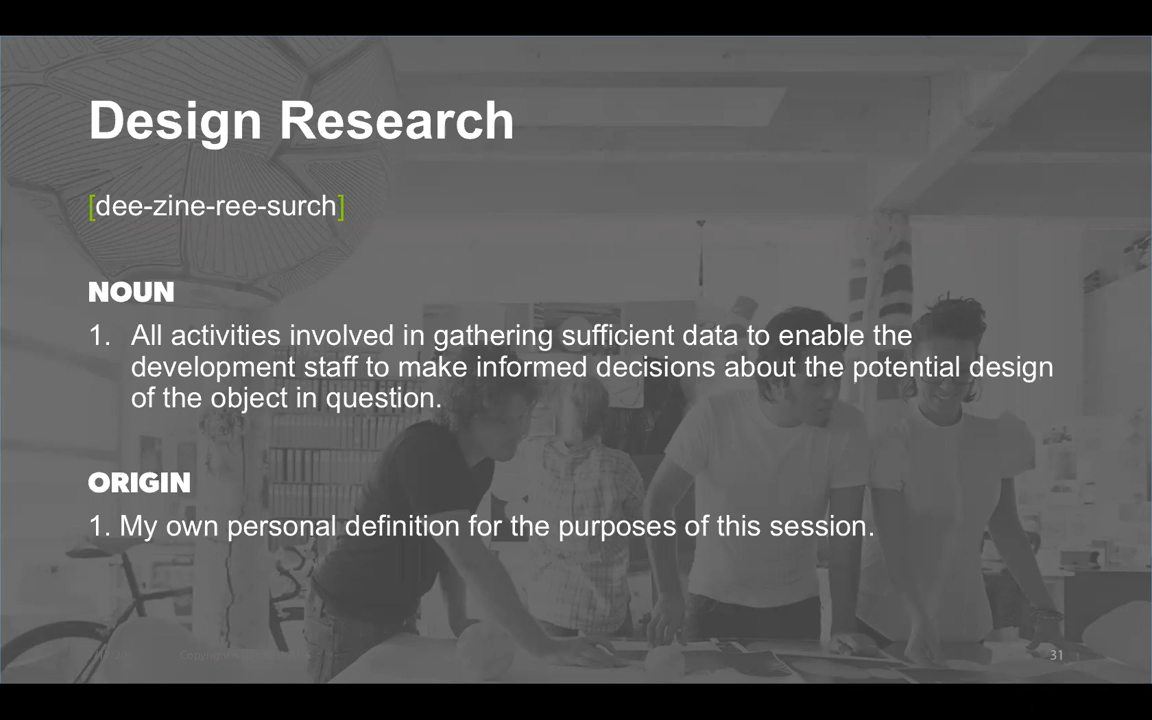 Design Research
[dee-zine-ree-surch]
NOUN
1. All activities involved in gathering sufficient data to enable the
development staff to make informed decisions about the potential design
of the object in question.
ORIGIN
1. My own personal definition for the purposes of this session.
Copyright
31